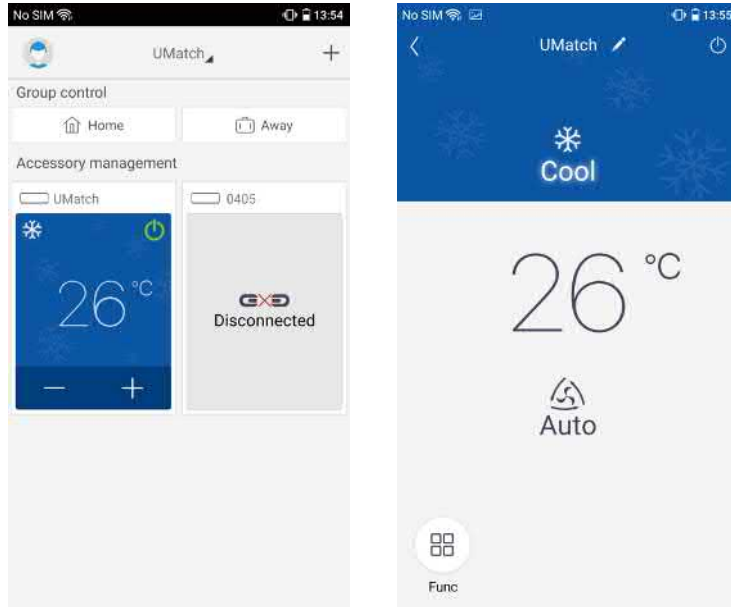 No SIM 13:54
UMatch
Group control
Home Away
Accessory management
UMatch 0405
26 °C
Disconnected
No SIM 13:55
UMatch
Cool
26 °C
Auto
Func